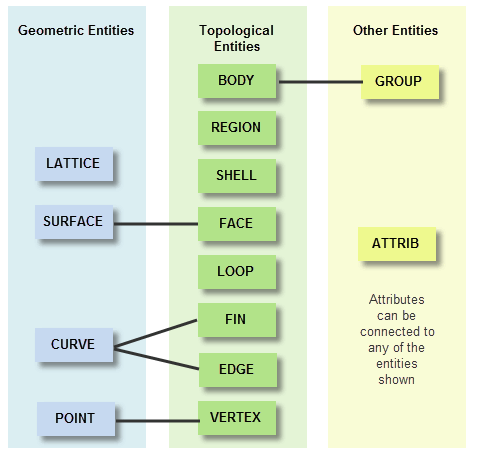 Geometric Entities
Topological
Entities
Other Entities
BODY
GROUP
REGION
LATTICE
SHELL
SURFACE
FACE
ATTRIB
LOOP
Attributes
can be
connected to
any of the
entities
shown
FIN
CURVE
EDGE
POINT
VERTEX